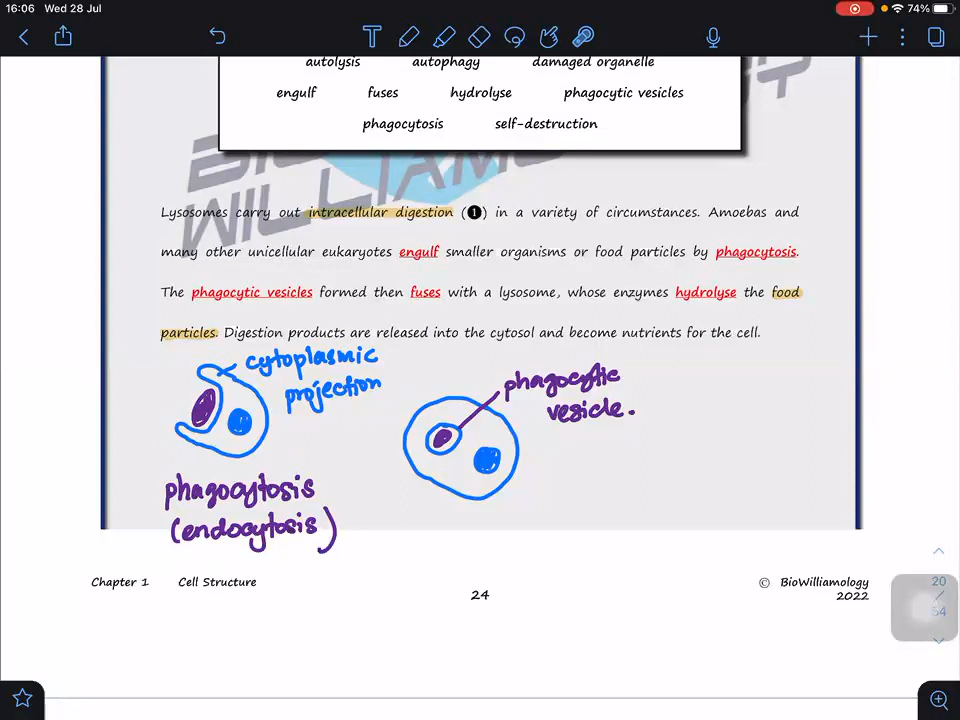 16:06 Wed 28 Jul
74%
autolysis autophagy damaged organelle
engulf fuses hydrolyse phagocytic vesicles
phagocytosis self-destruction
Lysosomes carry out intracellular digestion (1) in a variety of circumstances. Amoebas and
many other unicellular eukaryotes engulf smaller organisms or food particles by phagocytosis.
The phagocytic vesicles formed then fuses with a lysosome, whose enzymes hydrolyse the food
particles. Digestion products are released into the cytosol and become nutrients for the cell.
cytoplasmic
projection
phagocytic
vesicle.
phagocytosis
(endocytosis)
Chapter 1 Cell Structure
24
© BioWilliamology
2022
20
/
54